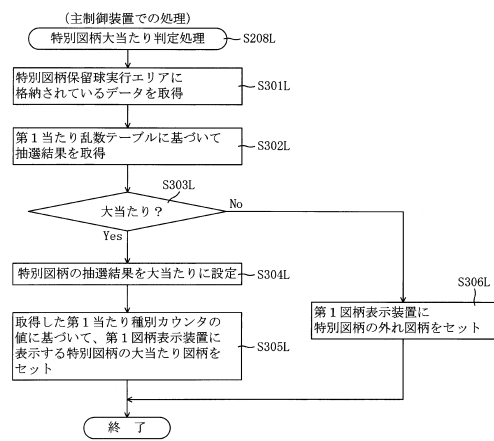 （主制御装置での処理）
特別図柄大当たり判定処理
S208L
特別図柄保留球実行エリアに
格納されているデータを取得
S301L
第１当たり乱数テーブルに基づいて
抽選結果を取得
S302L
S303L
大当たり？
No
Yes
特別図柄の抽選結果を大当たりに設定
S304L
S306L
第１図柄表示装置に
特別図柄の外れ図柄をセット
取得した第１当たり種別カウンタの
値に基づいて、第１図柄表示装置に
表示する特別図柄の大当たり図柄を
セット
S305L
終　了